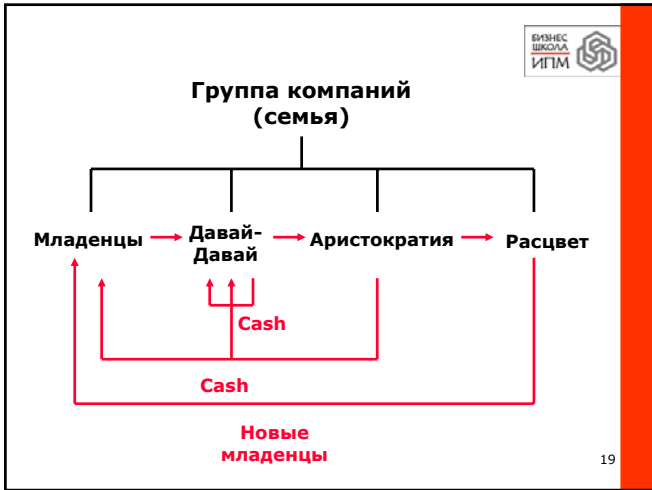 БИЗНЕС
ШКОЛА
ИПМ
Группа компаний
(семья)
Младенцы
Давай-
Давай
Аристократия
Расцвет
Cash
Cash
Новые
младенцы
19